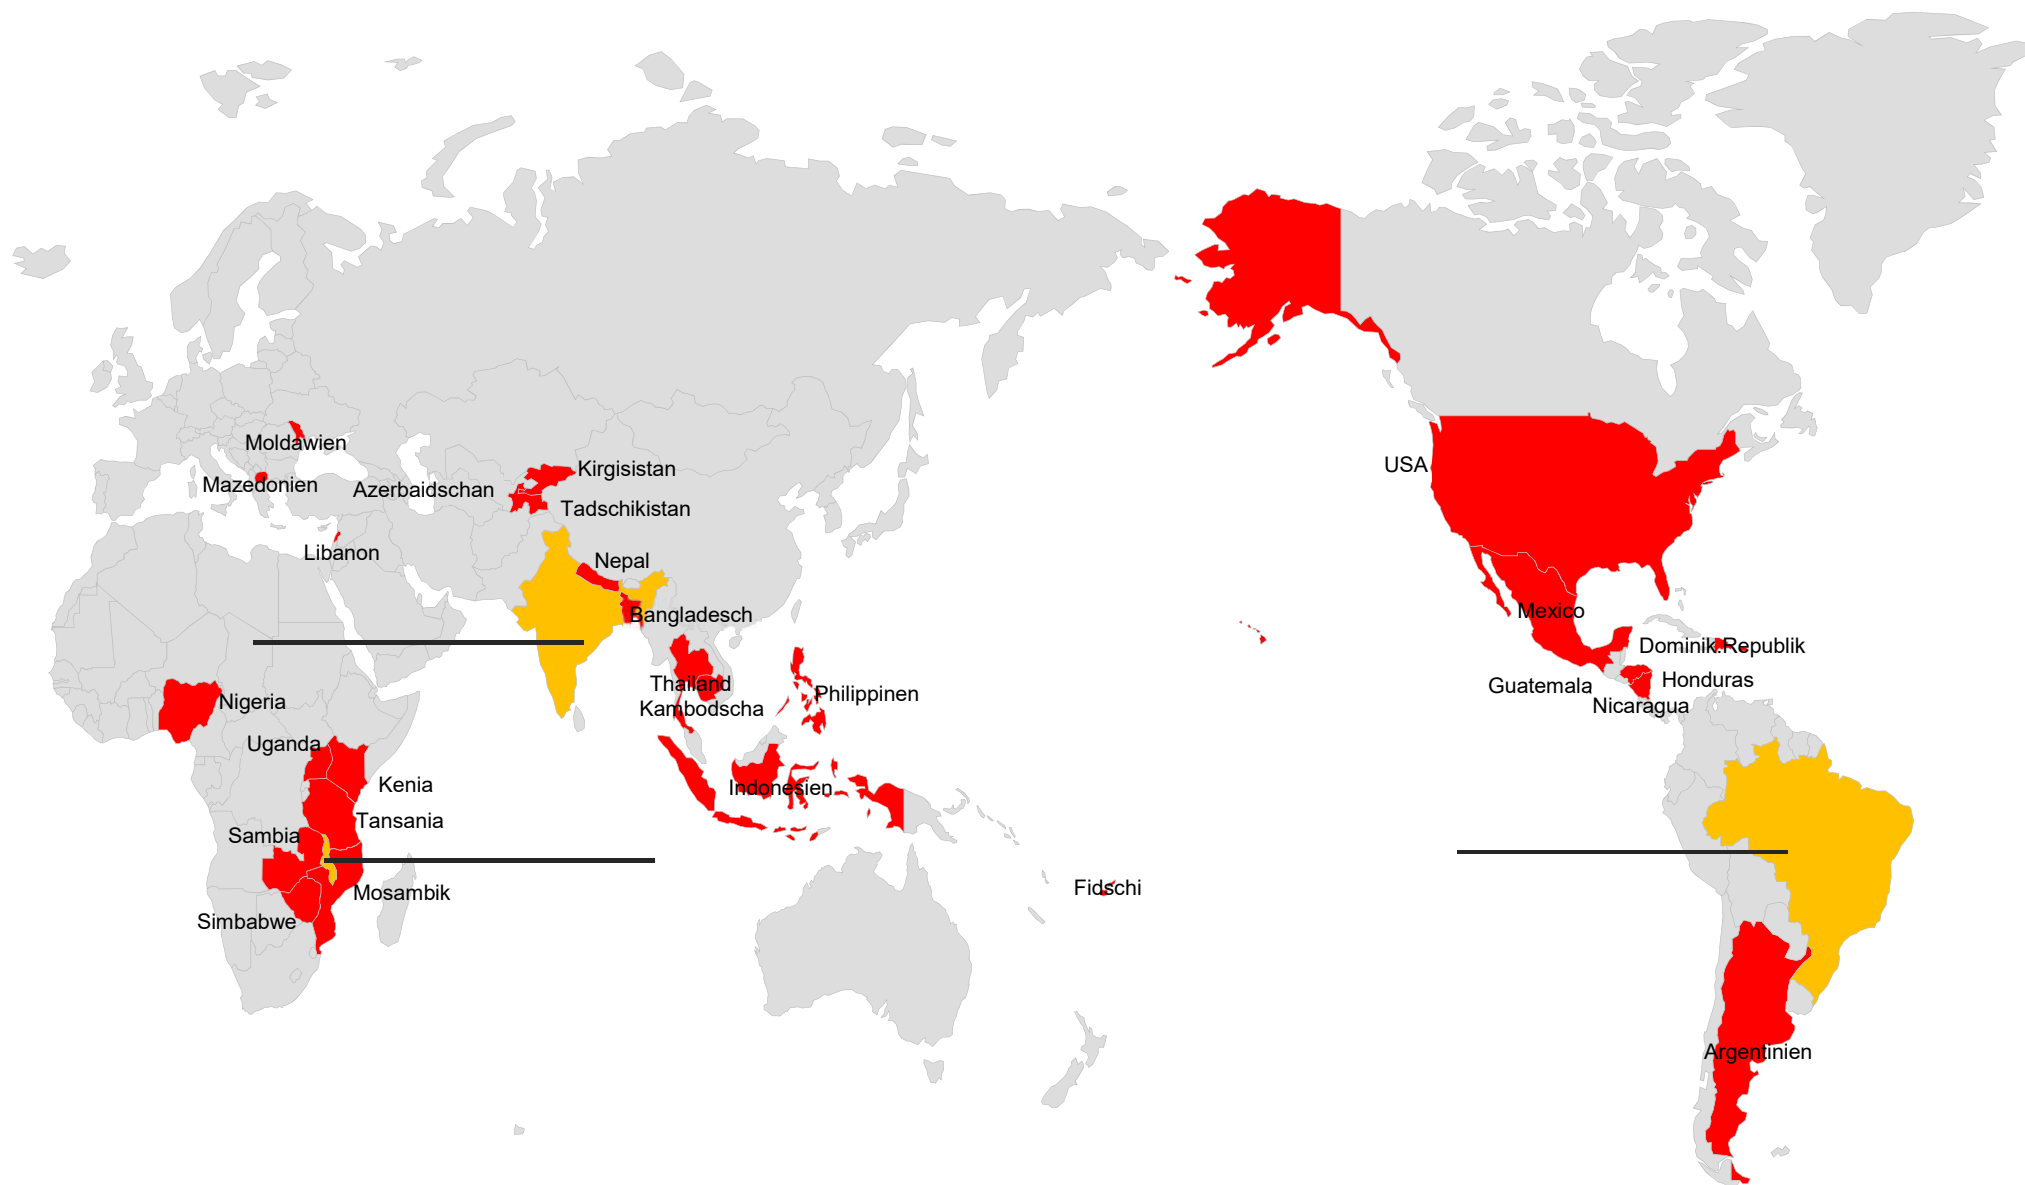 Moldawien
Mazedonien
Azerbaidschan
Kirgisistan
Tadschikistan
Libanon
Nepal
Bangladesch
Nigeria
Uganda
Kenia
Tansania
Sambia
Mosambik
Simbabwe
Thailand
Kambodscha
Philippinen
Indonesien
Fidschi
USA
Mexico
Dominik.Republik
Guatemala
Honduras
Nicaragua
Argentinien